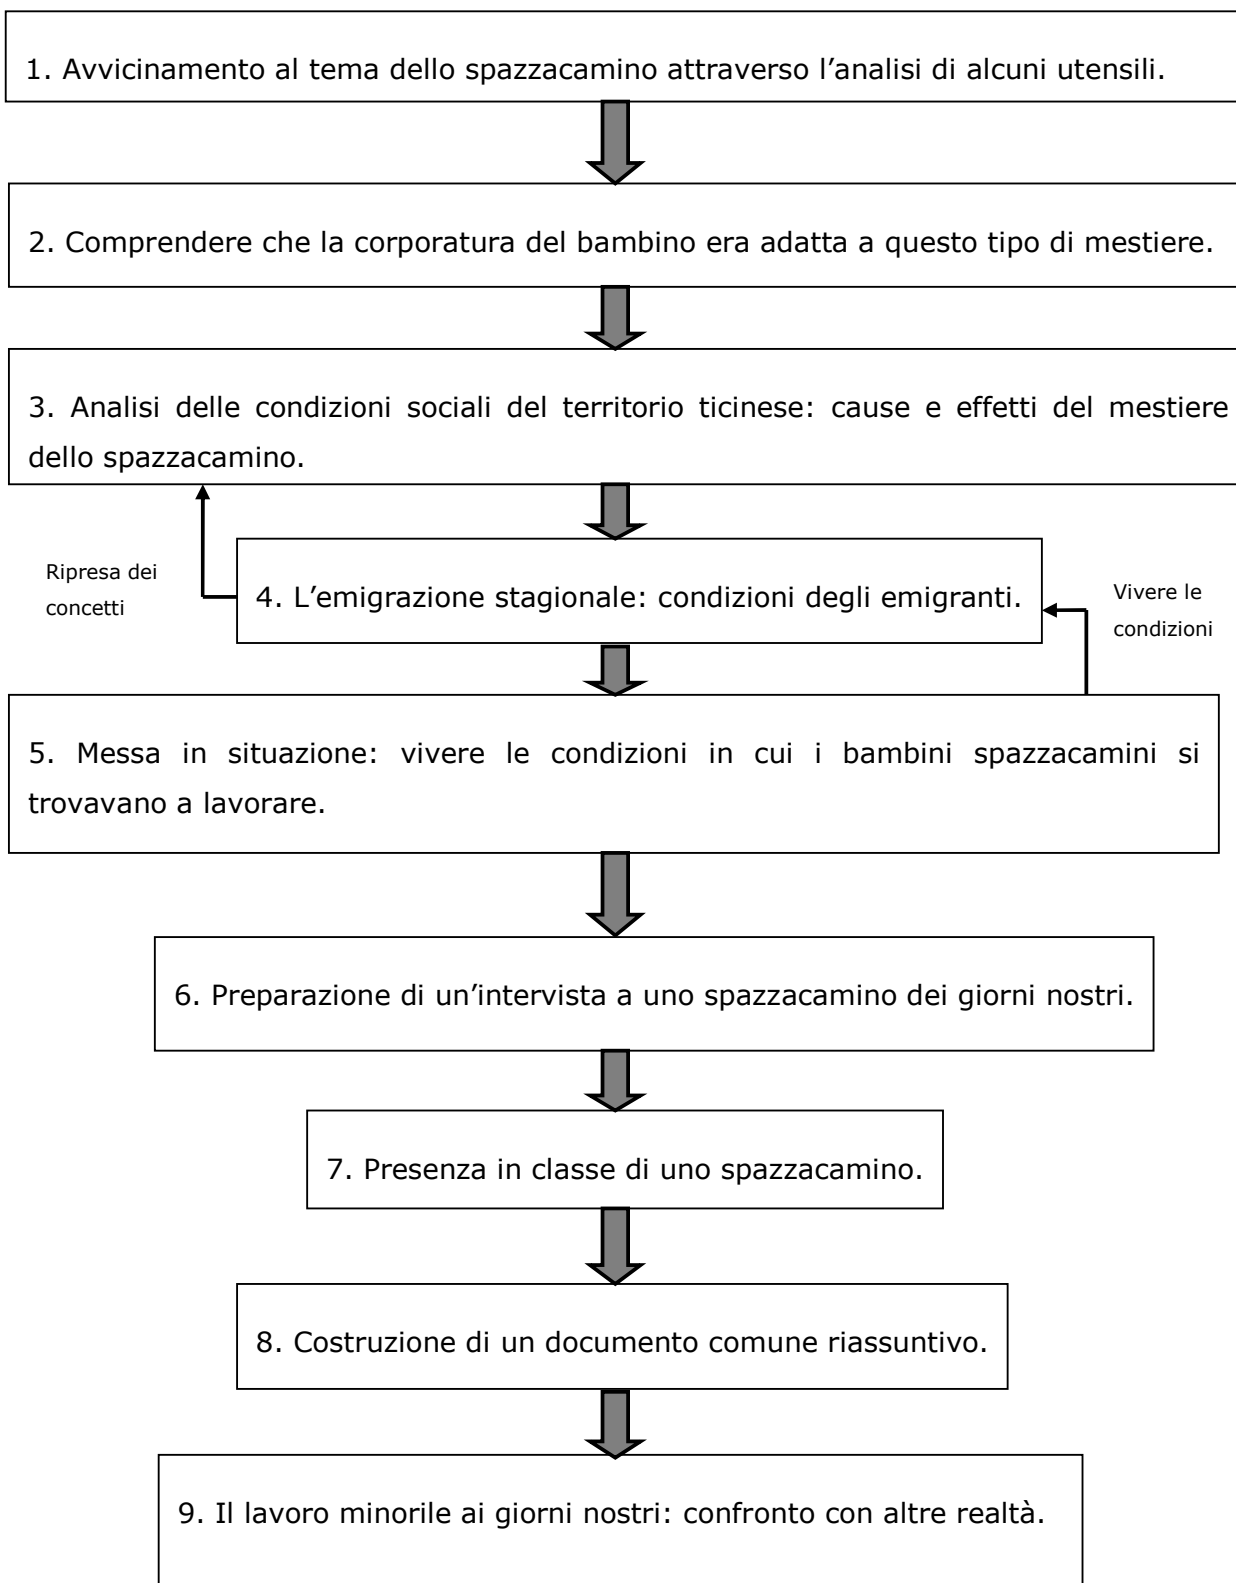 1. Avvicinamento al tema dello spazzacamino attraverso l’analisi di alcuni utensili.
2. Comprendere che la corporatura del bambino era adatta a questo tipo di mestiere.
3. Analisi delle condizioni sociali del territorio ticinese: cause e effetti del mestiere
dello spazzacamino.
Ripresa dei
concetti
4. L’emigrazione stagionale: condizioni degli emigranti.
Vivere le
condizioni
5. Messa in situazione: vivere le condizioni in cui i bambini spazzacamini si
trovavano a lavorare.
6. Preparazione di un’intervista a uno spazzacamino dei giorni nostri.
7. Presenza in classe di uno spazzacamino.
8. Costruzione di un documento comune riassuntivo.
9. Il lavoro minorile ai giorni nostri: confronto con altre realtà.